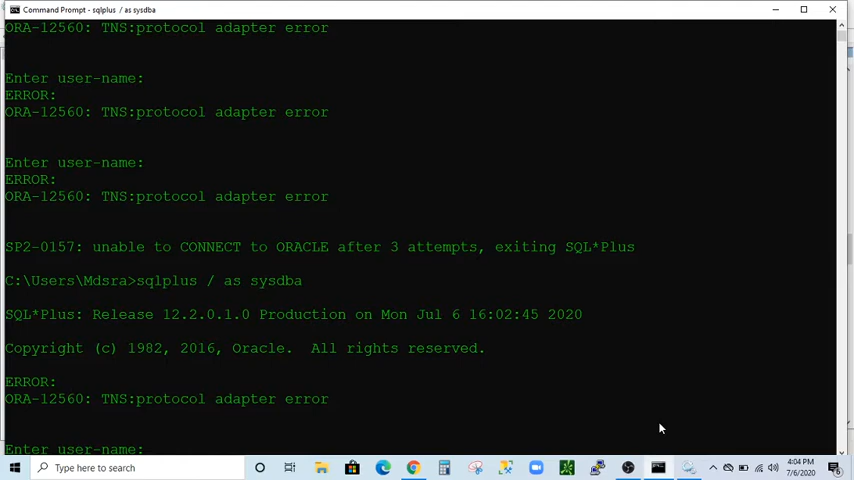 Command Prompt - sqlplus / as sysdba
ORA-12560: TNS:protocol adapter error
Enter user-name:
ERROR:
ORA-12560: TNS:protocol adapter error
Enter user-name:
ERROR:
ORA-12560: TNS:protocol adapter error
SP2-0157: unable to CONNECT to ORACLE after 3 attempts, exiting SQL*Plus
C:\Users\Mdsra>sqlplus / as sysdba
SQL*Plus: Release 12.2.0.1.0 Production on Mon Jul 6 16:02:45 2020
Copyright (c) 1982, 2016, Oracle.  All rights reserved.
ERROR:
ORA-12560: TNS:protocol adapter error
Enter user-name:
Type here to search
4:04 PM
7/6/2020